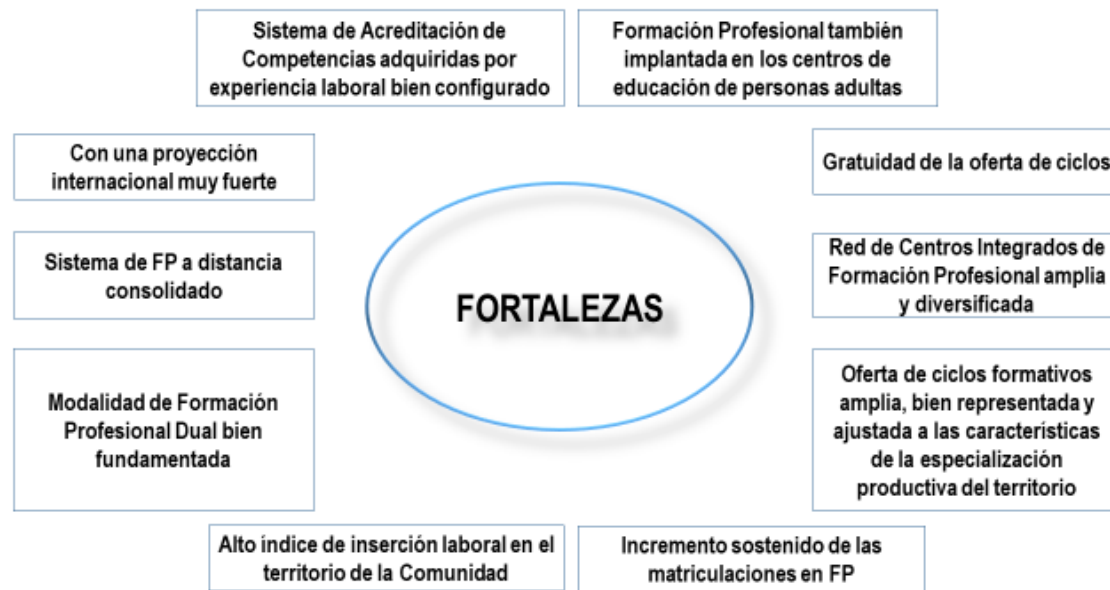 Sistema de Acreditación de
Competencias adquiridas por
experiencia laboral bien configurado
Formación Profesional también
implantada en los centros de
educación de personas adultas
Con una proyección
internacional muy fuerte
Gratuidad de la oferta de ciclos
Sistema de FP a distancia
consolidado
Red de Centros Integrados de
Formación Profesional amplia
y diversificada
FORTALEZAS
Modalidad de Formación
Profesional Dual bien
fundamentada
Oferta de ciclos formativos
amplia, bien representada y
ajustada a las características
de la especialización
productiva del territorio
Alto índice de inserción laboral en el
territorio de la Comunidad
Incremento sostenido de las
matriculaciones en FP